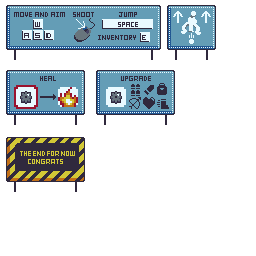 MOVE AND AIM SHOOT JUMP
W
SPACE
A S D
INVENTORY E
HEAL
UPGRADE
THE END FOR NOW
CONGRATS